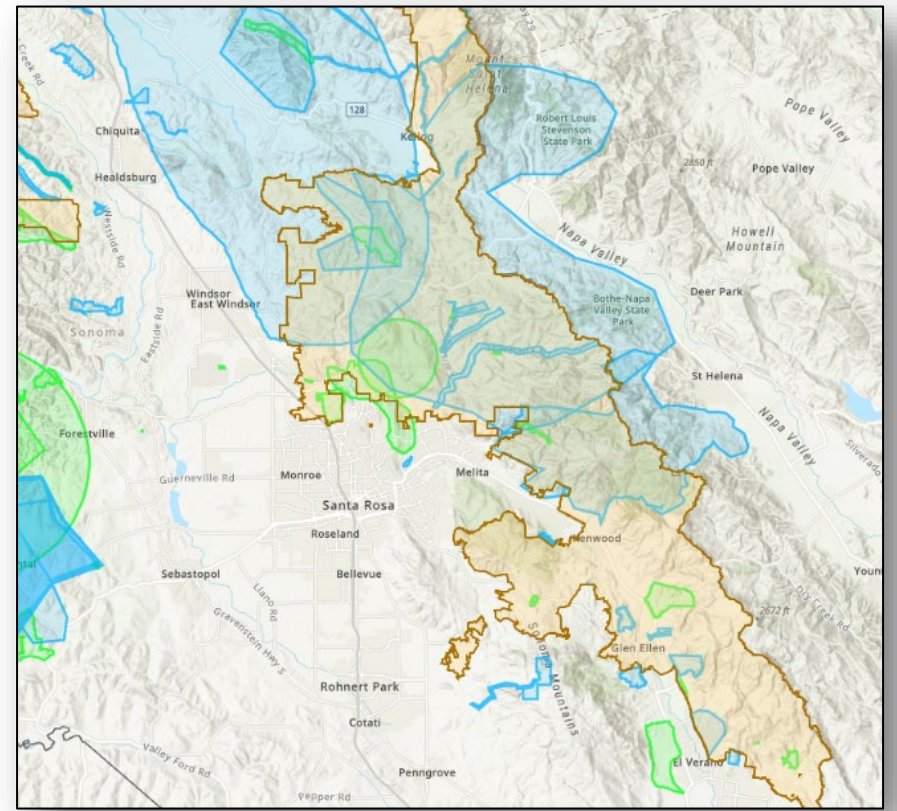 Creek Rd
ay 29
Mount
Saint
Helena
128
Pope Valley
Chiquita
Robert Louis
Stevenson
State Park
2850 ft
Pope Valley
Healdsburg
Westside Rd
Howell
Mountain
Napa Valley
Windsor
East Windsor
Deer Park
Bothe-Napa
Valley State
Park
Sonoma
Eastside Rd
St Helena
Napa Valley
Forestville
Silverado
Guerneville Rd
Monroe
Melita
Santa Rosa
Roseland
Kenwood
Sebastopol
Bellevue
Llano Rd
Gravenstein Hwy S
Dry Creek Rd
2672 ft
Yount
Glen Ellen
Sonoma Mountains
Rohnert Park
Cotati
El Verano
Valley Ford Rd
Penngrove
Pepper Rd